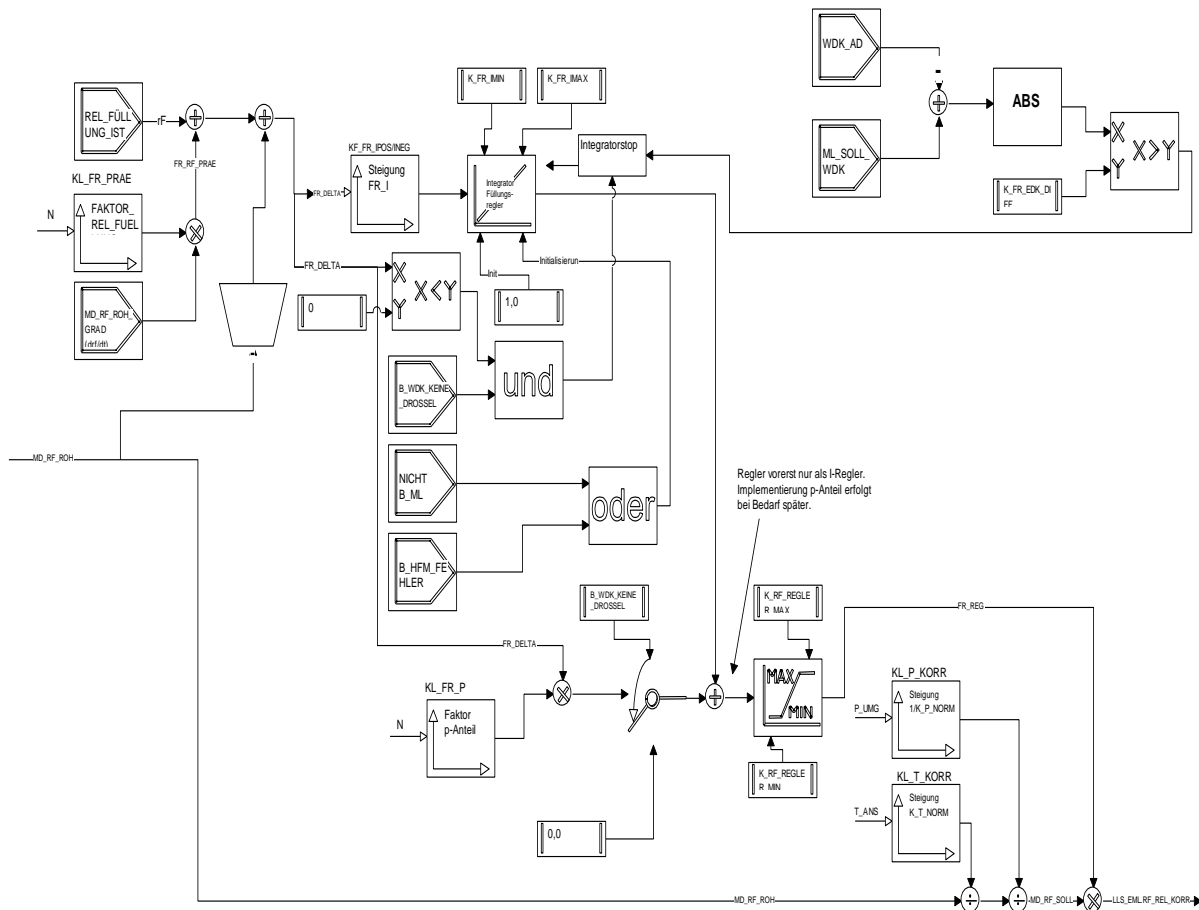 WDK_AD
ML_SOLL_
WDK
ABS
X
Y
X>Y
K_FR_EDK_DI
FF
K_FR_IMIN
K_FR_IMAX
Integratorstop
REL_FÜLL
UNG_IST
rF
FR_RF_PRAE
KL_FR_PRAE
N
FAKTOR_
REL_FUEL
MD_RF_ROH_
GRAD
(drf/dt)
KF_FR_IPOS/INEG
FR_DELTA
Steigung
FR_I
Integrator
Füllungs-
regler
Init
Initialisierun
1,0
FR_DELTA
0
X
Y
X<Y
B_WDK_KEINE
_DROSSEL
und
MD_RF_ROH
NICHT
B_ML
B_HFM_FE
HLER
oder
Regler vorerst nur als I-Regler.
Implementierung p-Anteil erfolgt
bei Bedarf später.
B_WDK_KEINE
_DROSSEL
K_RF_REGLE
R_MAX
FR_REG
FR_DELTA
KL_FR_P
N
Faktor
p-Anteil
MAX
MIN
K_RF_REGLE
R_MIN
0,0
KL_P_KORR
P_UMG
Steigung
1/K_P_NORM
KL_T_KORR
T_ANS
Steigung
K_T_NORM
MD_RF_ROH
MD_RF_SOLL
LLS_EML.RF_REL_KORR